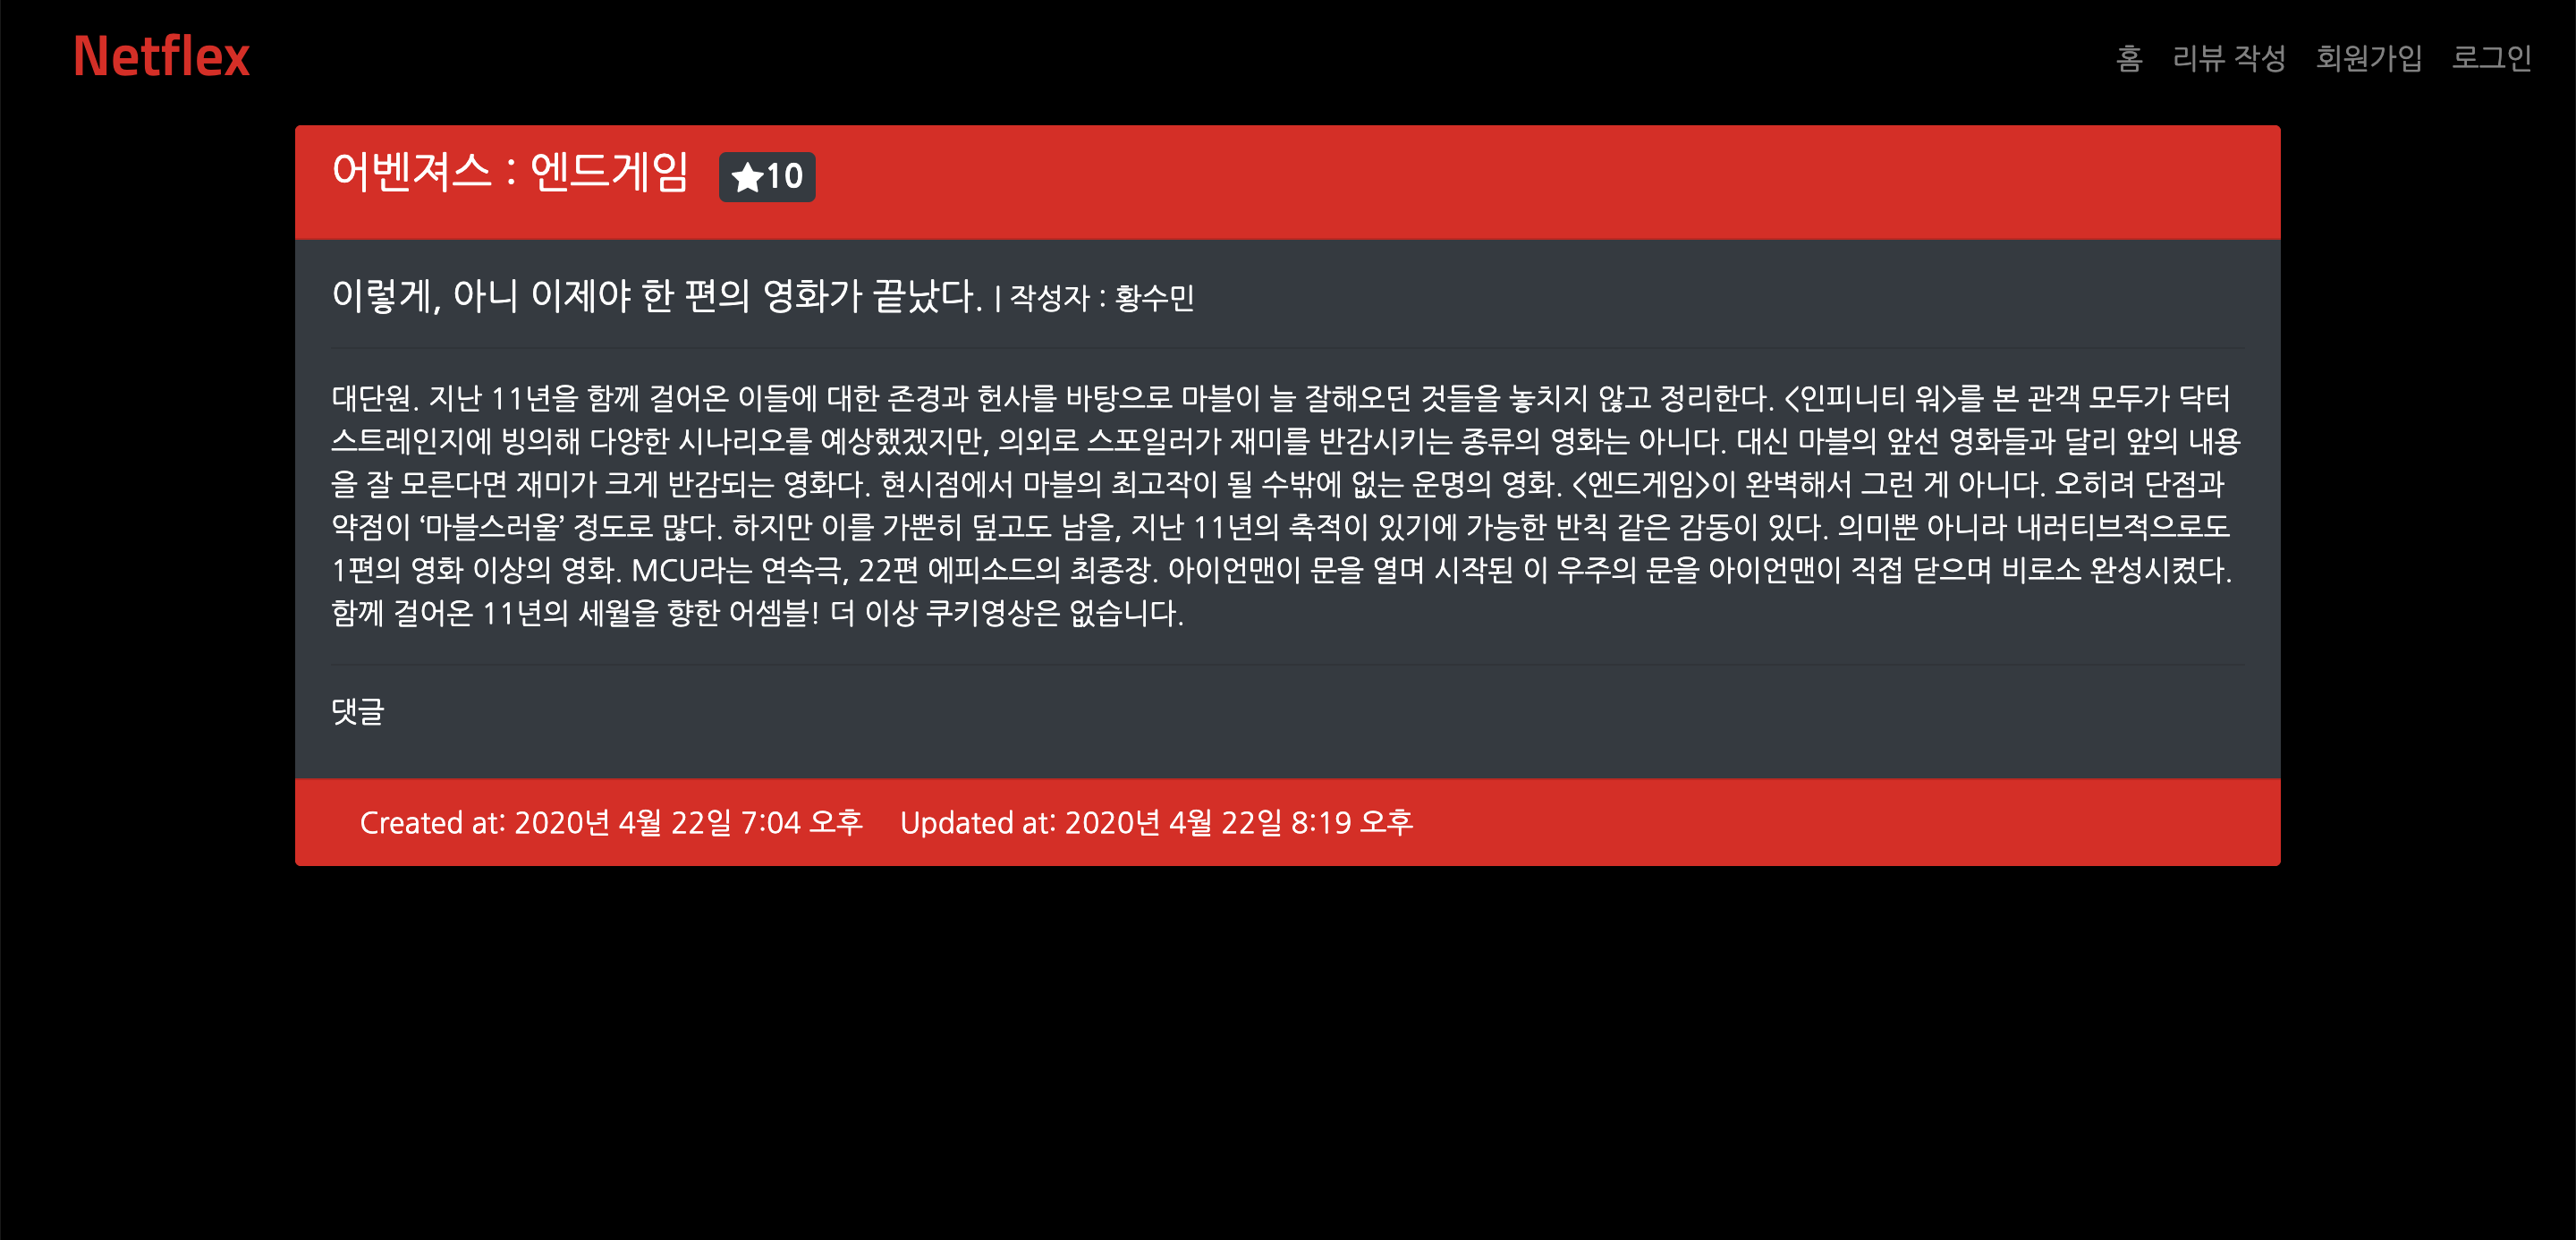 Netflex
홈 리뷰 작성 회원가입 로그인
어벤져스 : 엔드게임 ★10
이렇게, 아니 이제야 한 편의 영화가 끝났다. | 작성자 : 황수민
대단원. 지난 11년을 함께 걸어온 이들에 대한 존경과 헌사를 바탕으로 마블이 늘 잘해오던 것들을 놓치지 않고 정리한다. <인피니티 워>를 본 관객 모두가 닥터
스트레인지에 빙의해 다양한 시나리오를 예상했겠지만, 의외로 스포일러가 재미를 반감시키는 종류의 영화는 아니다. 대신 마블의 앞선 영화들과 달리 앞의 내용
을 잘 모른다면 재미가 크게 반감되는 영화다. 현시점에서 마블의 최고작이 될 수밖에 없는 운명의 영화. <엔드게임>이 완벽해서 그런 게 아니다. 오히려 단점과
약점이 ‘마블스러울’ 정도로 많다. 하지만 이를 가뿐히 덮고도 남을, 지난 11년의 축적이 있기에 가능한 반칙 같은 감동이 있다. 의미뿐 아니라 내러티브적으로도
1편의 영화 이상의 영화. MCU라는 연속극, 22편 에피소드의 최종장. 아이언맨이 문을 열며 시작된 이 우주의 문을 아이언맨이 직접 닫으며 비로소 완성시켰다.
함께 걸어온 11년의 세월을 향한 어셈블! 더 이상 쿠키영상은 없습니다.
댓글
Created at: 2020년 4월 22일 7:04 오후 Updated at: 2020년 4월 22일 8:19 오후